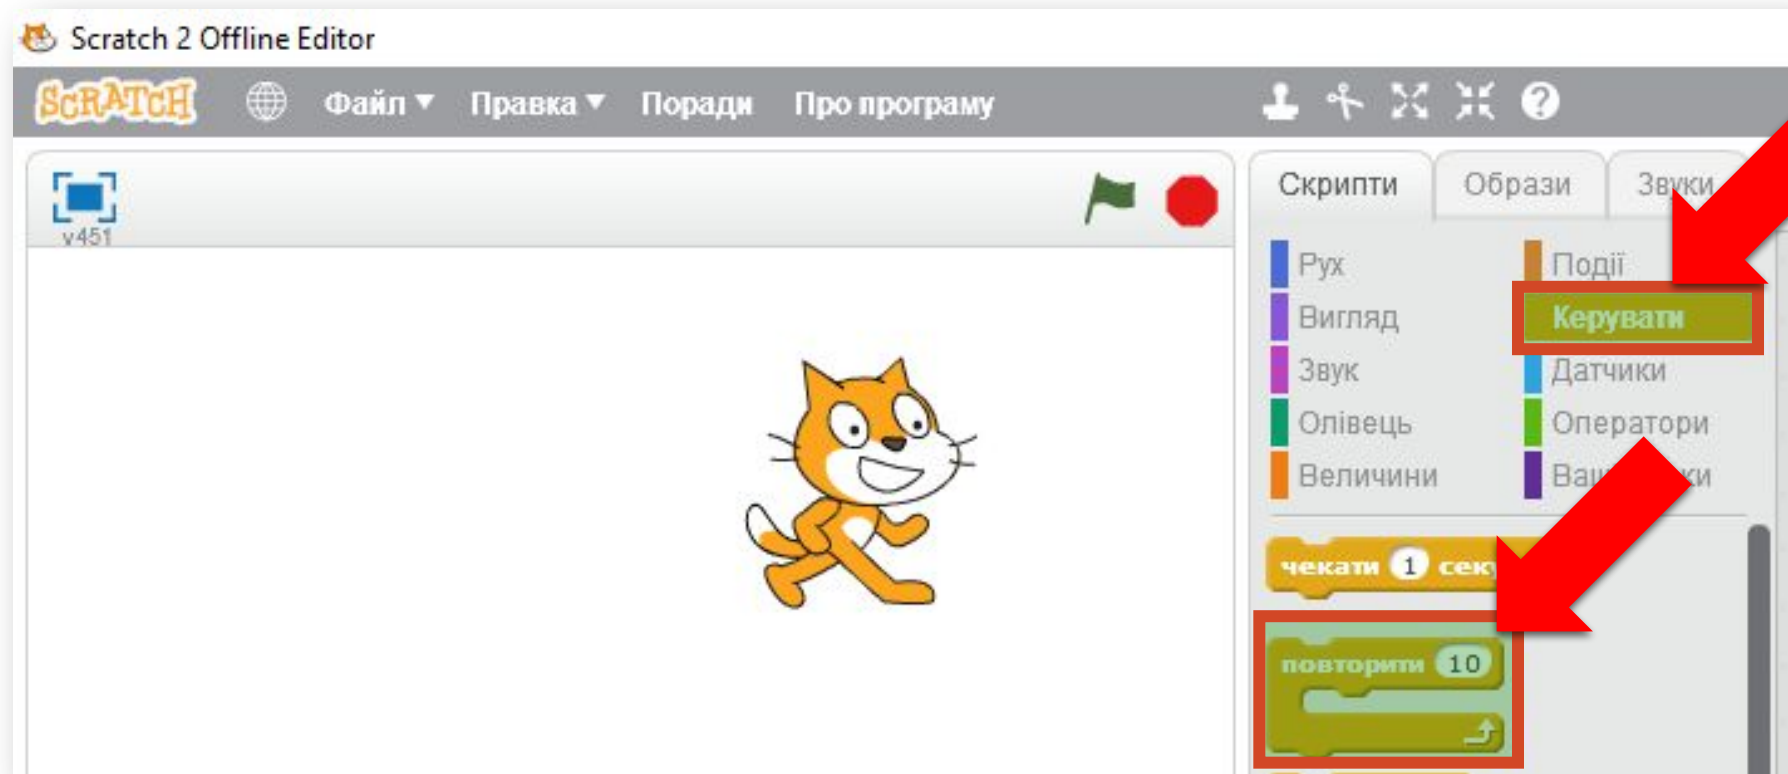 Scratch 2 Offline Editor
SCRATCH Файл Правка Поради Про програму
v451
Скрипти Образи Звуки
Рух Події
Вигляд Керувати
Звук Датчики
Олівець Оператори
Величини
чекати 1
повторити 10